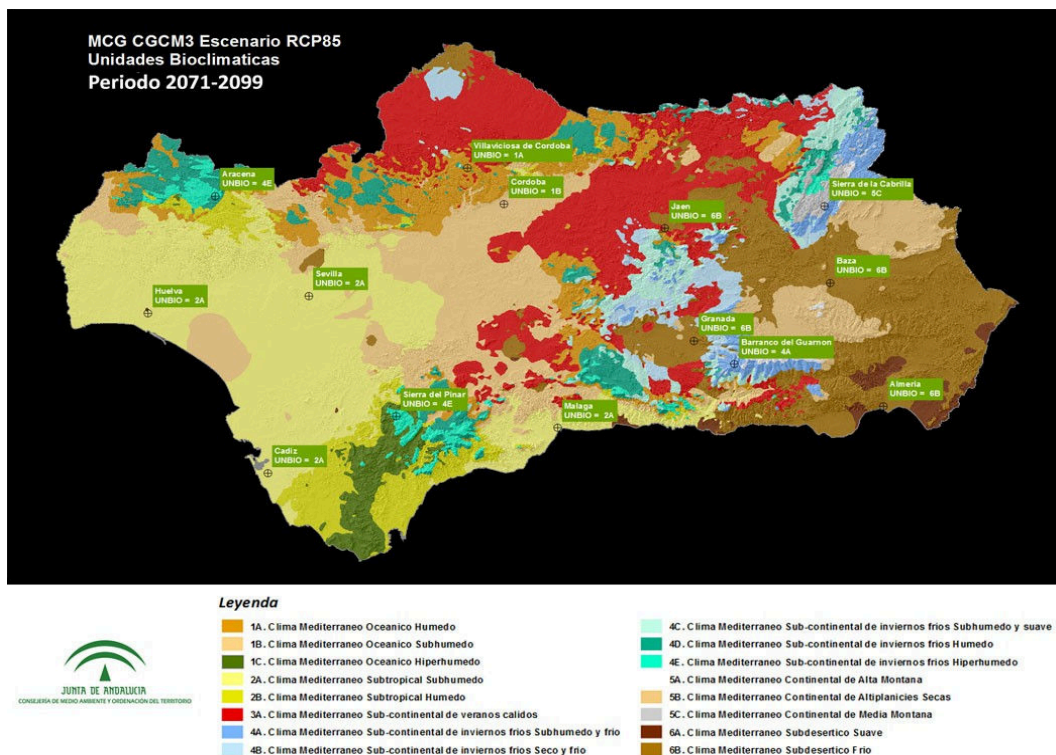 MCG CGCM3 Escenario RCP85
Unidades Bioclimaticas
Periodo 2071-2099
Villaviciosa de Cordoba
UNBIO = 1A
Aracena
UNBIO = 4E
Cordoba
UNBIO = 1B
Sierra de la Cabrilla
UNBIO = 5C
Jaen
UNBIO = 6B
Baza
UNBIO = 6B
Sevilla
UNBIO = 2A
Huelva
UNBIO = 2A
Granada
UNBIO = 6B
Barranco del Guarnon
UNBIO = 4A
Almeria
UNBIO = 6B
Sierra del Pinar
UNBIO = 4E
Malaga
UNBIO = 2A
Cadiz
UNBIO = 2A
Leyenda
1A. Clima Mediterraneo Oceanico Humedo
1B. Clima Mediterraneo Oceanico Subhumedo
1C. Clima Mediterraneo Oceanico Hiperhumedo
2A. Clima Mediterraneo Subtropical Subhumedo
2B. Clima Mediterraneo Subtropical Humedo
3A. Clima Mediterraneo Sub-continental de veranos calidos
4A. Clima Mediterraneo Sub-continental de inviernos frios Subhumedo y frio
4B. Clima Mediterraneo Sub-continental de inviernos frios Seco y frio
4C. Clima Mediterraneo Sub-continental de inviernos frios Subhumedo y suave
4D. Clima Mediterraneo Sub-continental de inviernos frios Humedo
4E. Clima Mediterraneo Sub-continental de inviernos frios Hiperhumedo
5A. Clima Mediterraneo Continental de Alta Montana
5B. Clima Mediterraneo Continental de Altiplanicies Secas
5C. Clima Mediterraneo Continental de Media Montana
6A. Clima Mediterraneo Subdesertico Suave
6B. Clima Mediterraneo Subdesertico Frio
JUNTA DE ANDALUCIA
CONSEJERÍA DE MEDIO AMBIENTE Y ORDENACIÓN DEL TERRITORIO